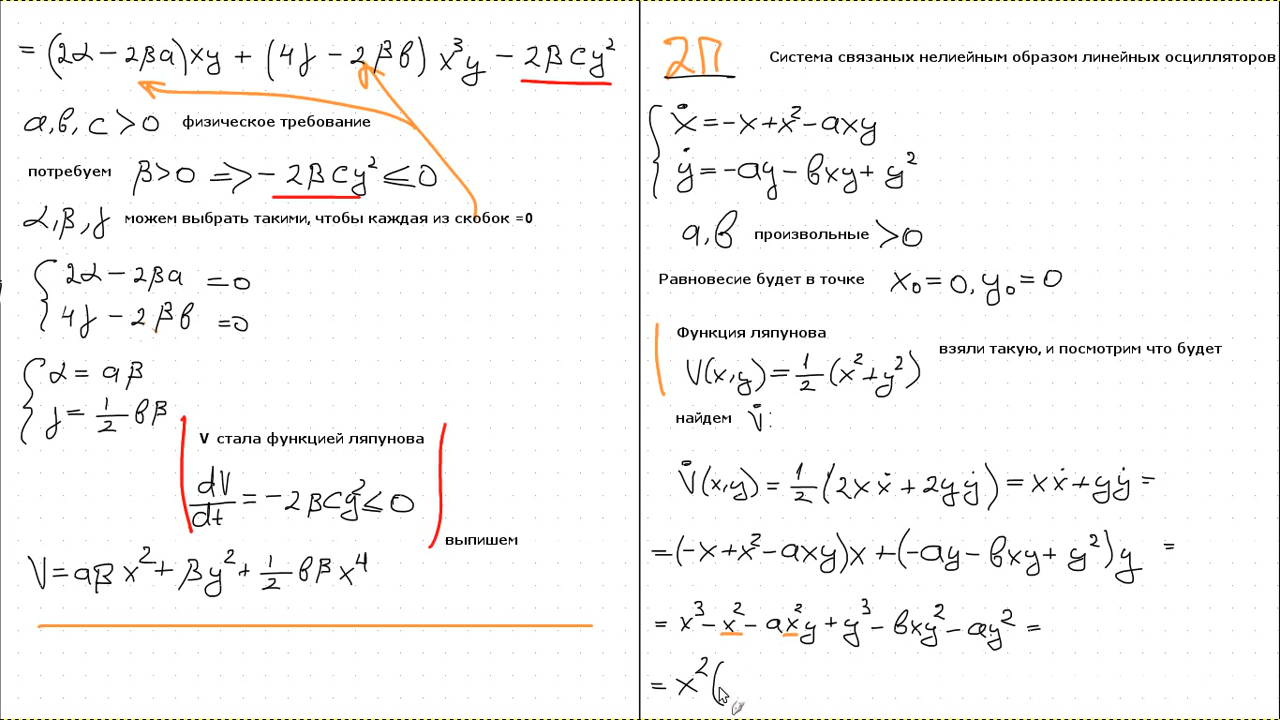 = (2α - 2βa)xy + (4γ - 2βb) x³y - 2βcy²
a, b, c > 0 физическое требование
потребуем β>0 => - 2βcy² ≤ 0
α, β, γ можем выбрать такими, чтобы каждая из скобок =0
2α - 2βa = 0
4γ - 2βb = 0
α = aβ
γ = 1/2 bβ
V стала функцией ляпунова
dV/dt = -2βcy² ≤ 0
выпишем
V = aβx² + βy² + 1/2 bβx⁴
2П Система связаных нелиейным образом линейных осцилляторов
ẋ = -x + x² - axy
ẏ = -ay - bxy + y²
a, b произвольные >0
Равновесие будет в точке x₀ = 0, y₀ = 0
Функция ляпунова
V(x,y) = 1/2 (x² + y²) взяли такую, и посмотрим что будет
найдем V̇:
V̇(x,y) = 1/2 (2xẋ + 2yẏ) = xẋ + yẏ =
= (-x + x² - axy)x + (-ay - bxy + y²)y =
= x³ - x² - ax²y + y³ - bxy² - ay² =
= x²(